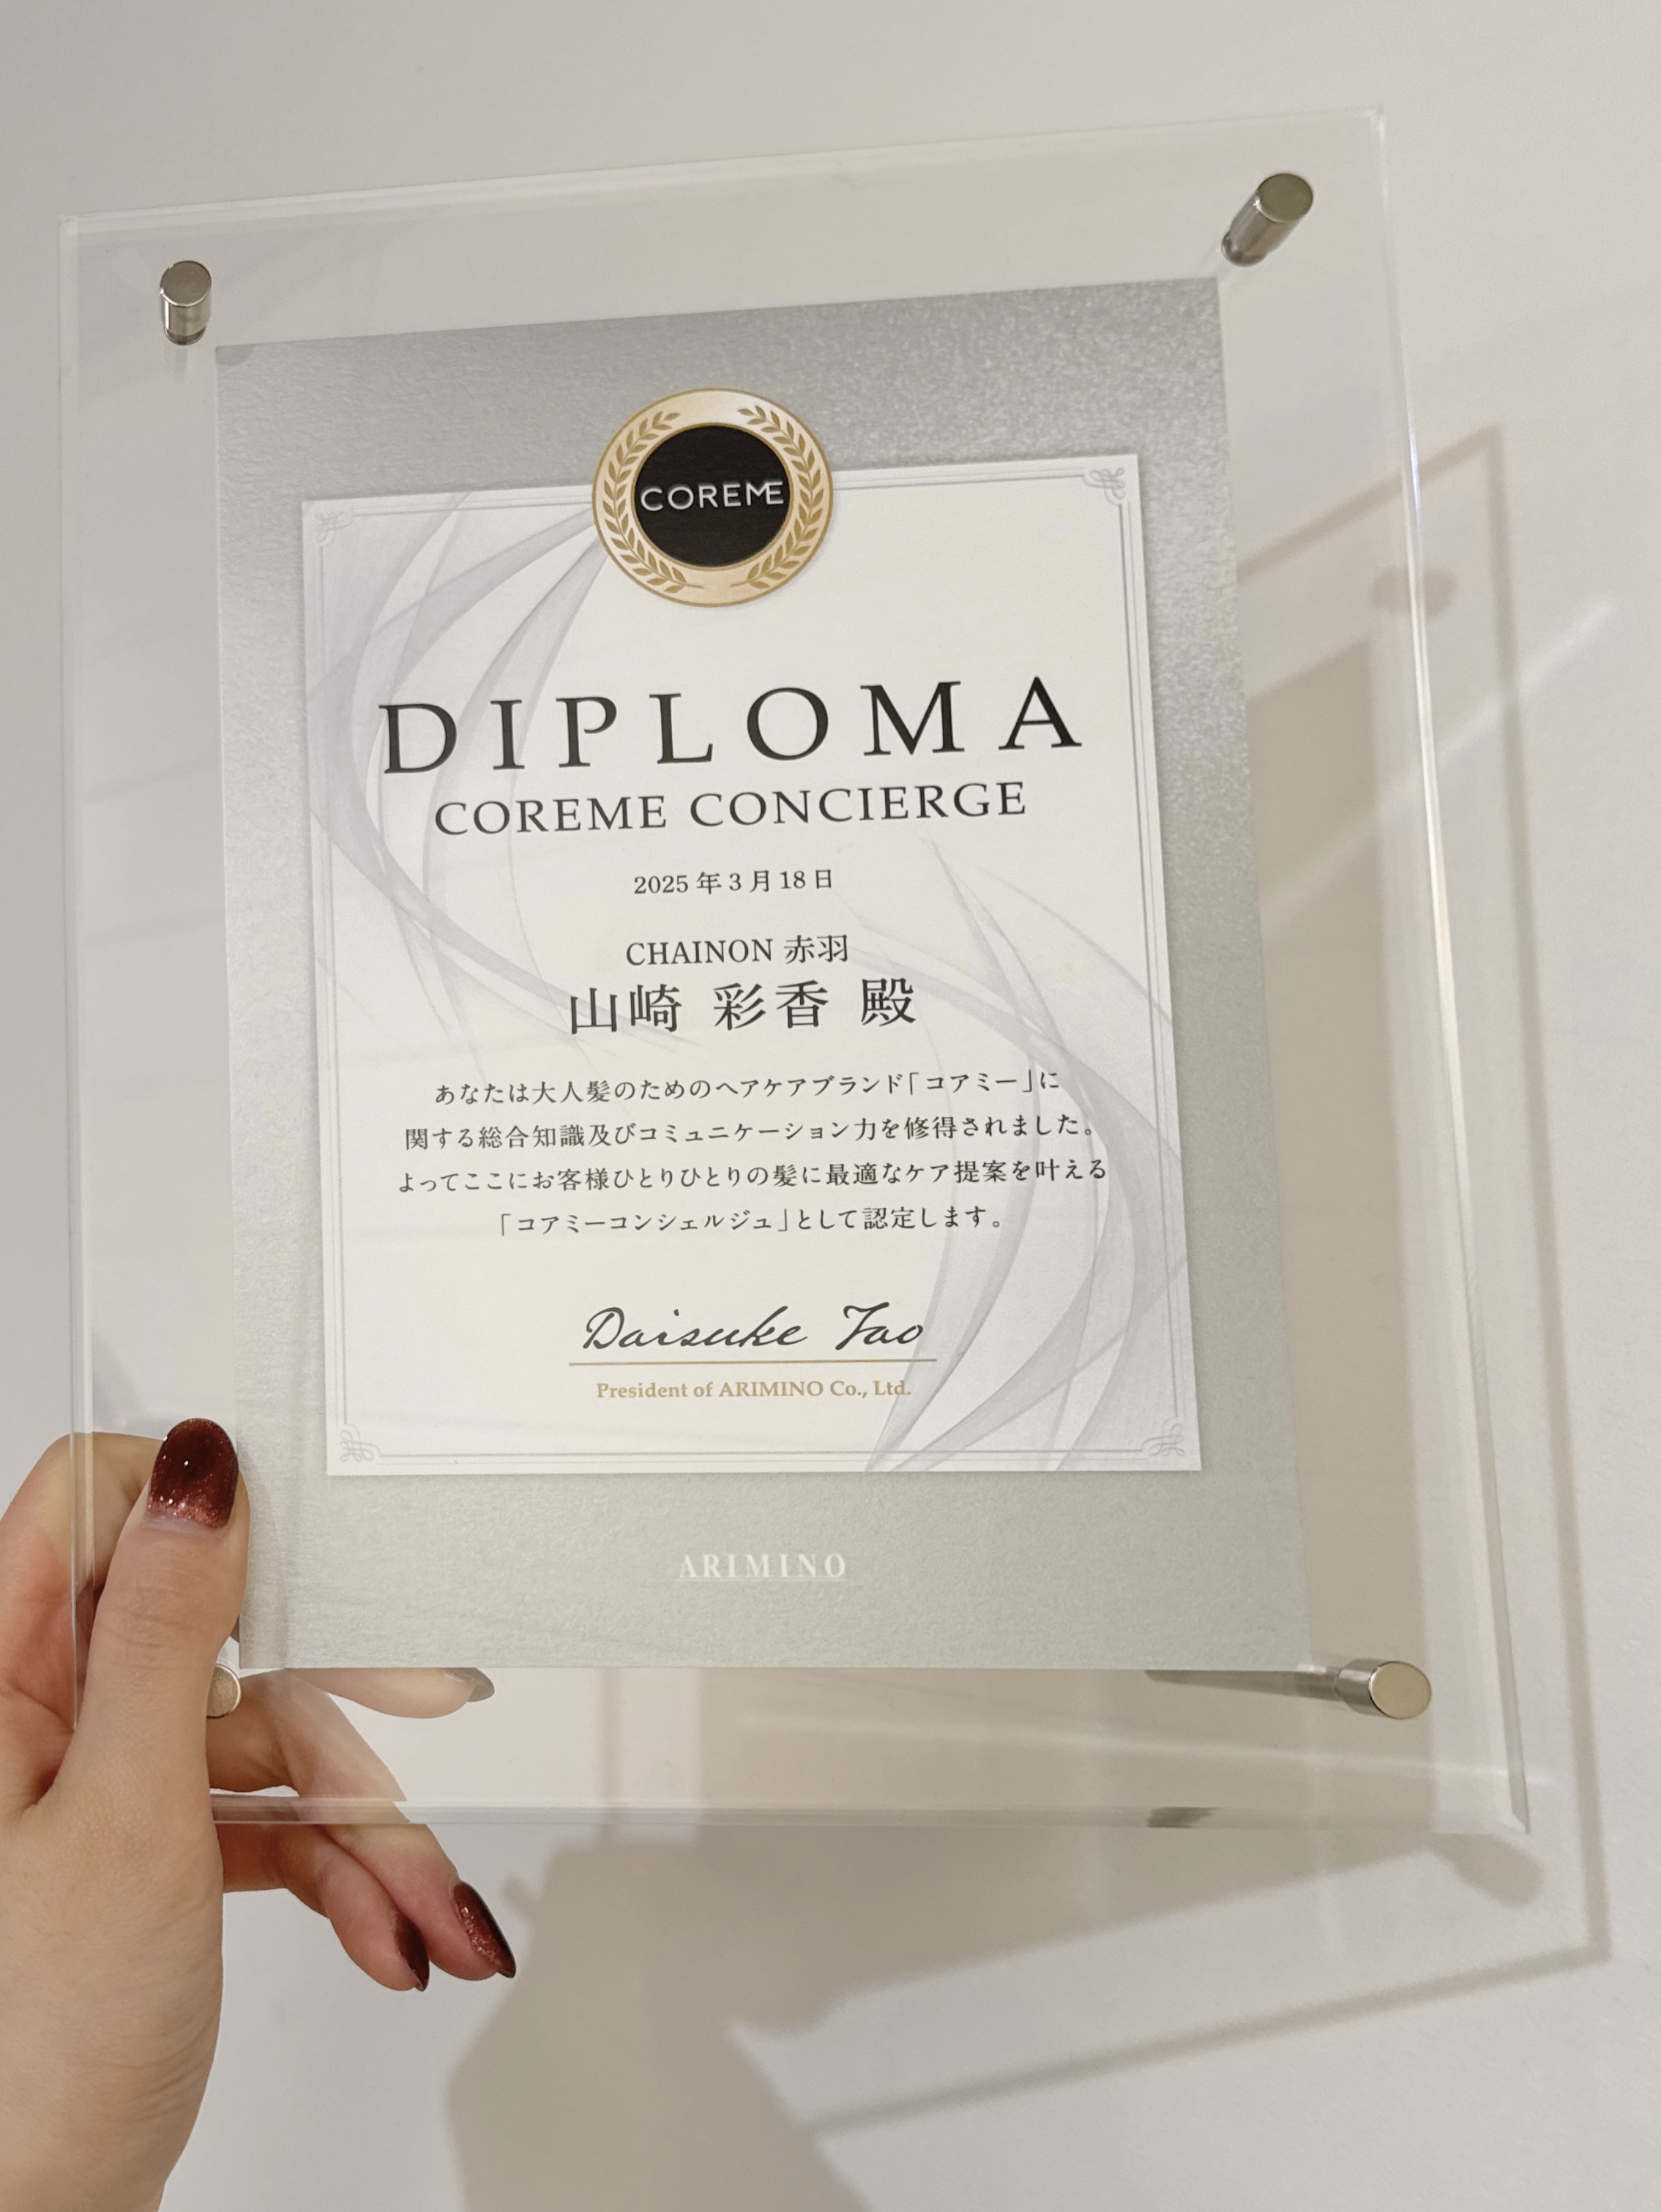 COREME
DIPLOMA
COREME CONCIERGE
2025年3月18日
CHAINON 赤羽
山崎 彩香 殿
あなたは大人髪のためのヘアケアブランド「コアミー」に
関する総合知識及びコミュニケーション力を修得されました。
よってここにお客様ひとりひとりの髪に最適なケア提案を叶える
「コアミーコンシェルジュ」として認定します。
Daisuke Tao
President of ARIMINO Co., Ltd.
ARIMINO